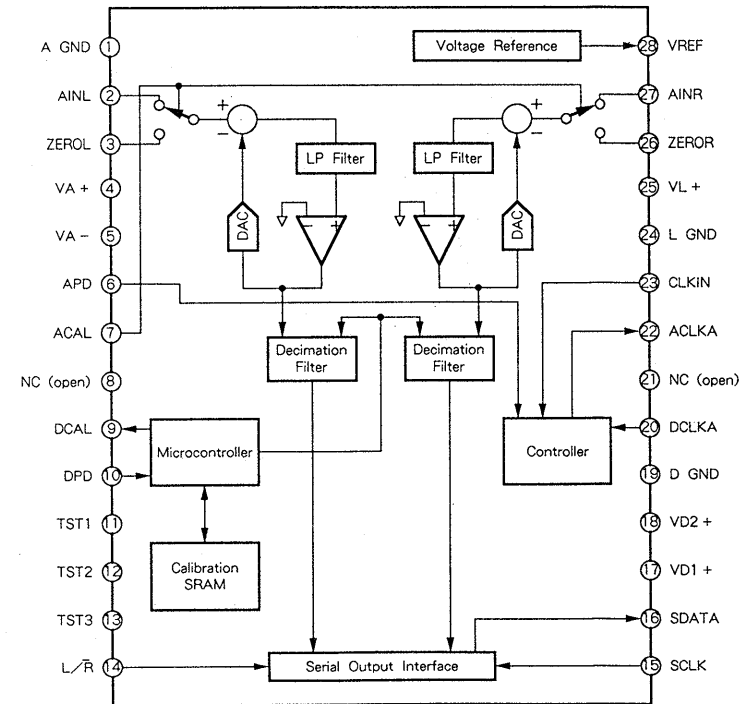 A GND 1
Voltage Reference
28 VREF
AINL 2
+
−
+
−
27 AINR
ZEROL 3
LP Filter
LP Filter
26 ZEROR
VA + 4
25 VL +
DAC
− +
− +
DAC
VA − 5
24 L GND
APD 6
23 CLKiN
ACAL 7
22 ACLKA
Decimation
Filter
Decimation
Filter
NC (open) 8
21 NC (open)
DCAL 9
Microcontroller
Controller
20 DCLKA
DPD 10
19 D GND
TST1 11
18 VD2 +
TST2 12
Calibration
SRAM
17 VD1 +
TST3 13
16 SDATA
L/R̅ 14
Serial Output Interface
15 SCLK